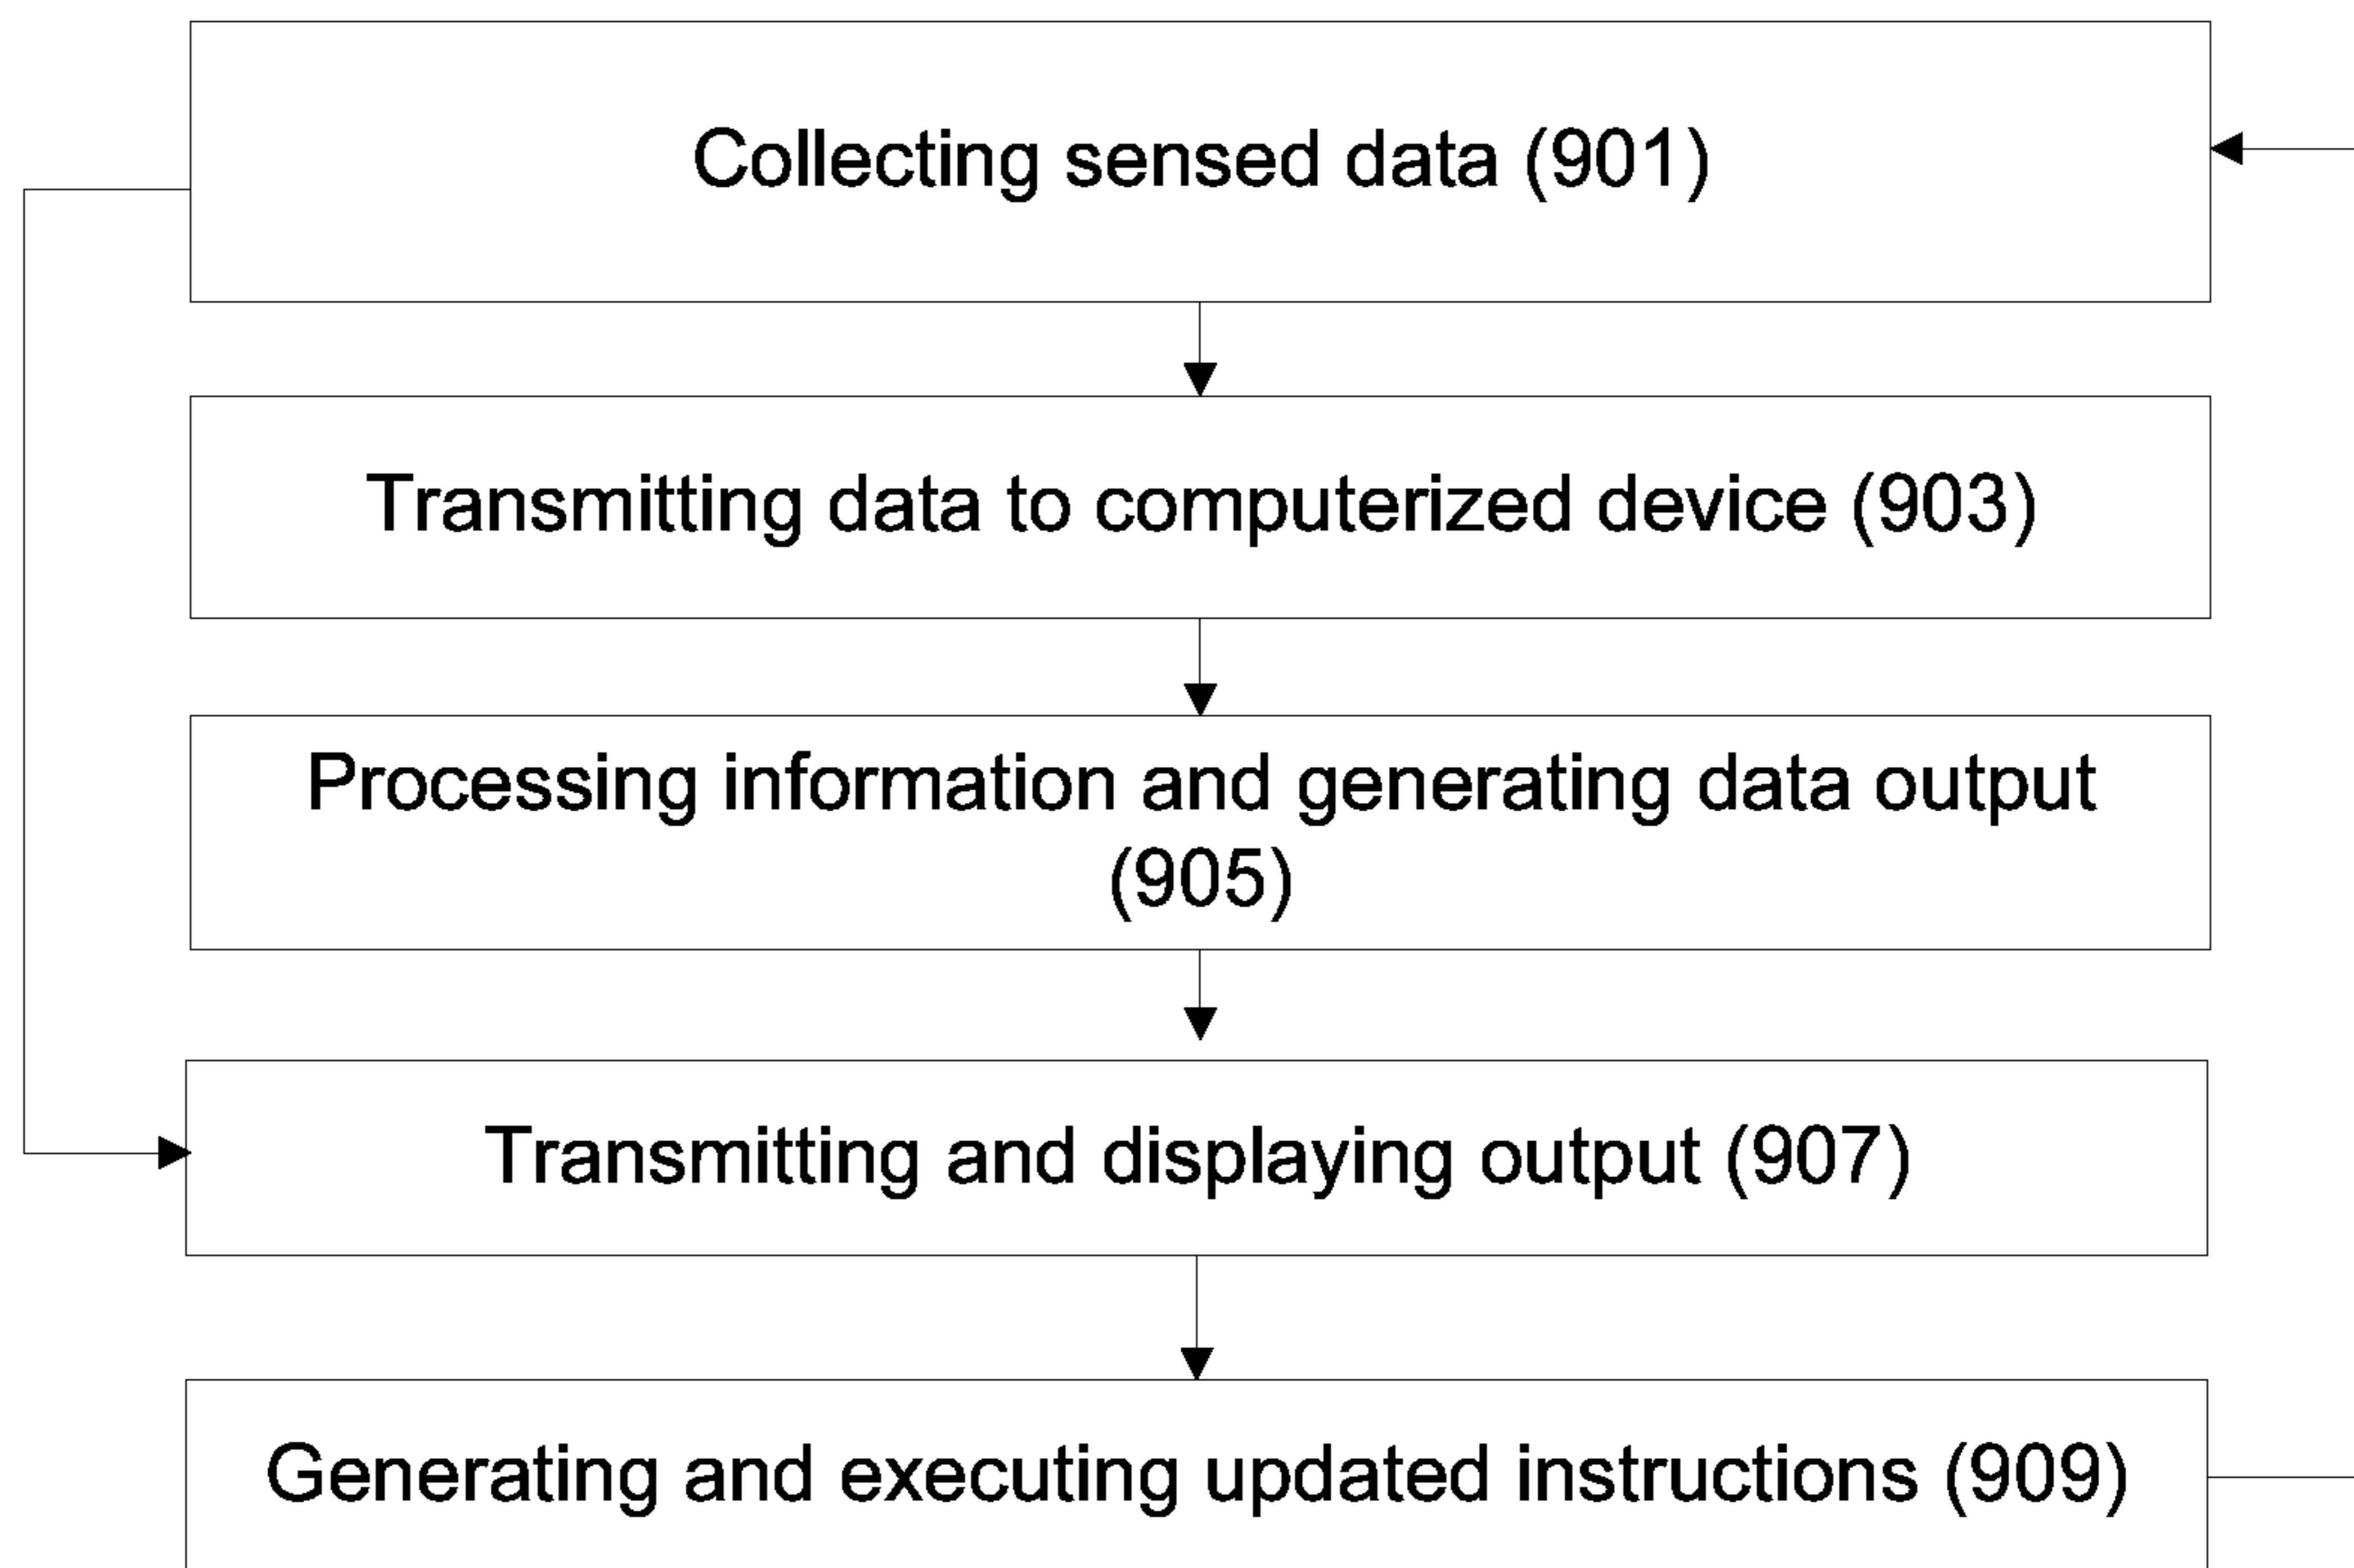 Collecting sensed data (901)
Transmitting data to computerized device (903)
Processing information and generating data output
(905)
Transmitting and displaying output (907)
Generating and executing updated instructions (909)